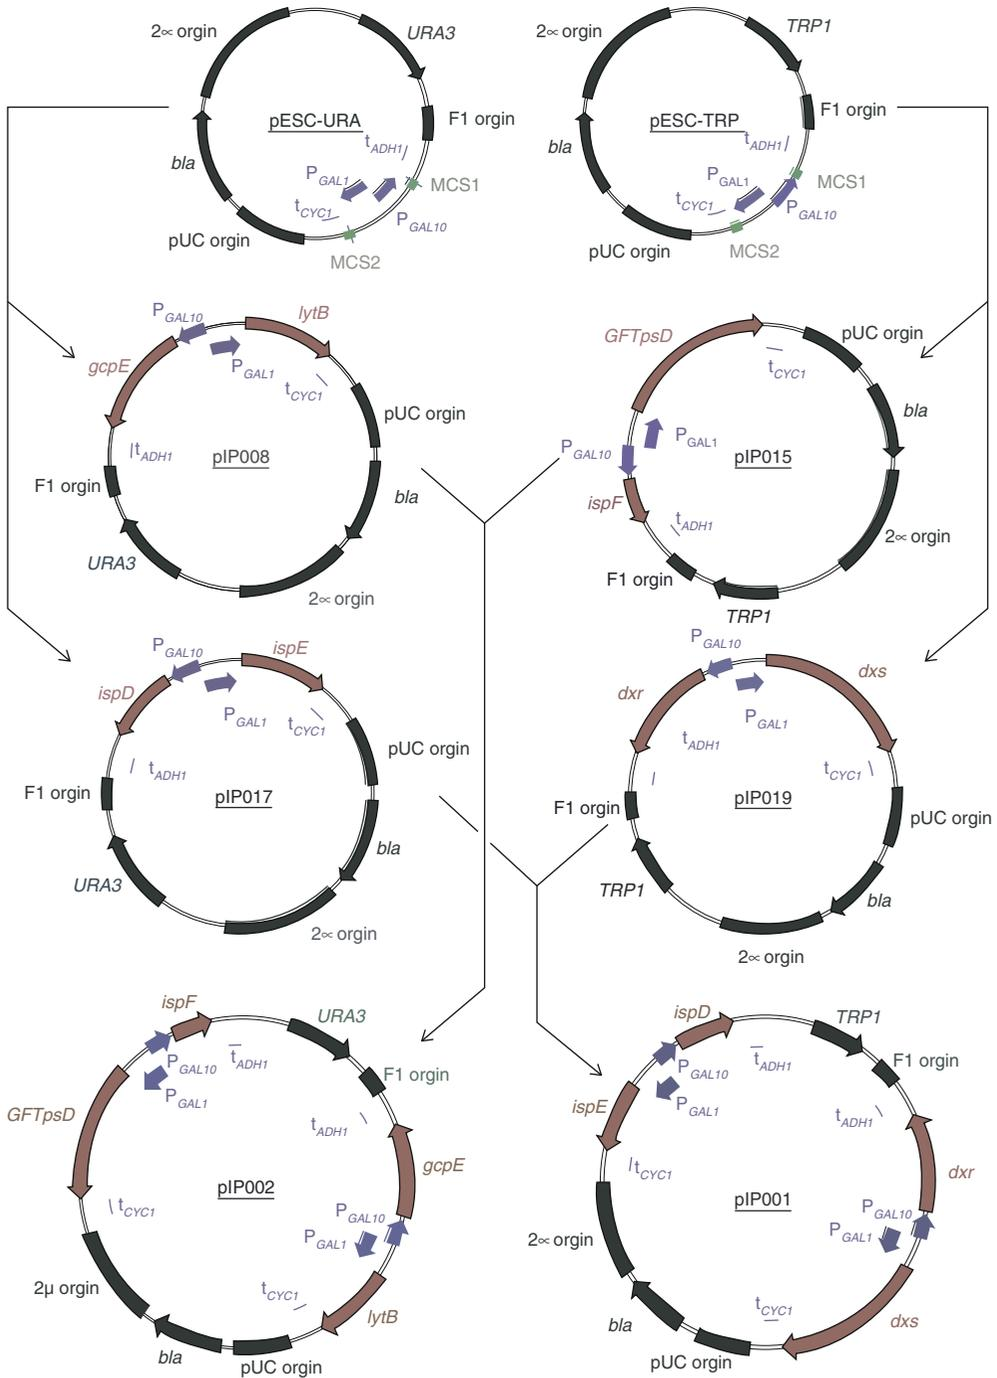 2∝ orgin
URA3
pESC-URA
F1 orgin
tADH1
bla
PGAL1
MCS1
tCYC1
PGAL10
pUC orgin
MCS2
2∝ orgin
TRP1
pESC-TRP
F1 orgin
tADH1
bla
PGAL1
MCS1
tCYC1
PGAL10
pUC orgin
MCS2
PGAL10
lytB
gcpE
PGAL1
tCYC1
pUC orgin
tADH1
pIP008
F1 orgin
bla
URA3
2∝ orgin
GFTpsD
pUC orgin
tCYC1
bla
PGAL10
PGAL1
pIP015
ispF
tADH1
2∝ orgin
F1 orgin
TRP1
PGAL10
ispE
ispD
PGAL1
tCYC1
pUC orgin
tADH1
F1 orgin
pIP017
bla
URA3
2∝ orgin
PGAL10
dxs
dxr
PGAL1
tADH1
tCYC1
F1 orgin
pIP019
pUC orgin
TRP1
bla
2∝ orgin
ispF
URA3
tADH1
PGAL10
F1 orgin
PGAL1
GFTpsD
tADH1
gcpE
pIP002
tCYC1
PGAL10
PGAL1
2µ orgin
tCYC1
lytB
bla
pUC orgin
ispD
TRP1
tADH1
PGAL10
F1 orgin
PGAL1
ispE
tADH1
tCYC1
dxr
pIP001
PGAL10
PGAL1
2∝ orgin
tCYC1
dxs
bla
pUC orgin